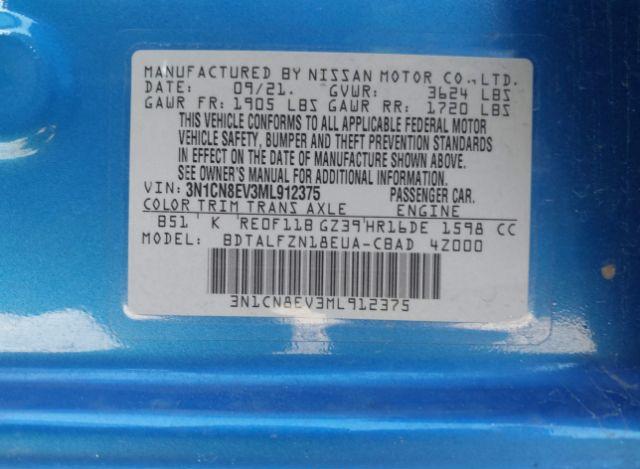 MANUFACTURED BY NISSAN MOTOR CO., LTD.
DATE: 09/21. GVWR: 3624 LBS
GAWR FR: 1905 LBS GAWR RR: 1720 LBS
THIS VEHICLE CONFORMS TO ALL APPLICABLE FEDERAL MOTOR
VEHICLE SAFETY, BUMPER AND THEFT PREVENTION STANDARDS
IN EFFECT ON THE DATE OF MANUFACTURE SHOWN ABOVE.
SEE OWNER'S MANUAL FOR ADDITIONAL INFORMATION
VIN: 3N1CN8EV3ML912375 PASSENGER CAR.
COLOR TRIM TRANS AXLE ENGINE
B51 K RE0F11B GZ39 HR16DE 1598 CC
MODEL: BDTALFZN18EUA-CBAD 4Z000
3N1CN8EV3ML912375